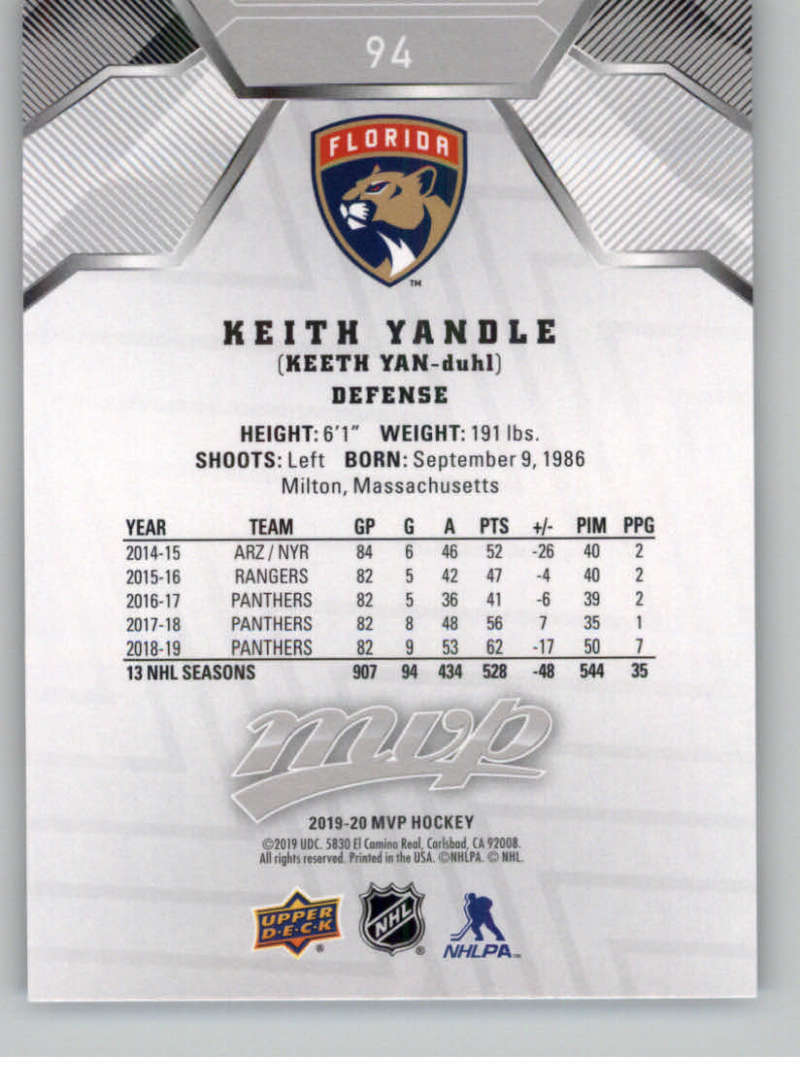 94
FLORIDA
TM
KEITH YANDLE
(KEETH YAN-duhl)
DEFENSE
HEIGHT: 6'1" WEIGHT: 191 lbs.
SHOOTS: Left BORN: September 9, 1986
Milton, Massachusetts
YEAR TEAM GP G A PTS +/- PIM PPG
2014-15 ARZ / NYR 84 6 46 52 -26 40 2
2015-16 RANGERS 82 5 42 47 -4 40 2
2016-17 PANTHERS 82 5 36 41 -6 39 2
2017-18 PANTHERS 82 8 48 56 7 35 1
2018-19 PANTHERS 82 9 53 62 -17 50 7
13 NHL SEASONS 907 94 434 528 -48 544 35
mvp
2019-20 MVP HOCKEY
©2019 UDC. 5830 El Camino Real, Carlsbad, CA 92008.
All rights reserved. Printed in the USA. ©NHLPA. © NHL.
UPPER
D·E·C·K ®
NHL ®
NHLPA™